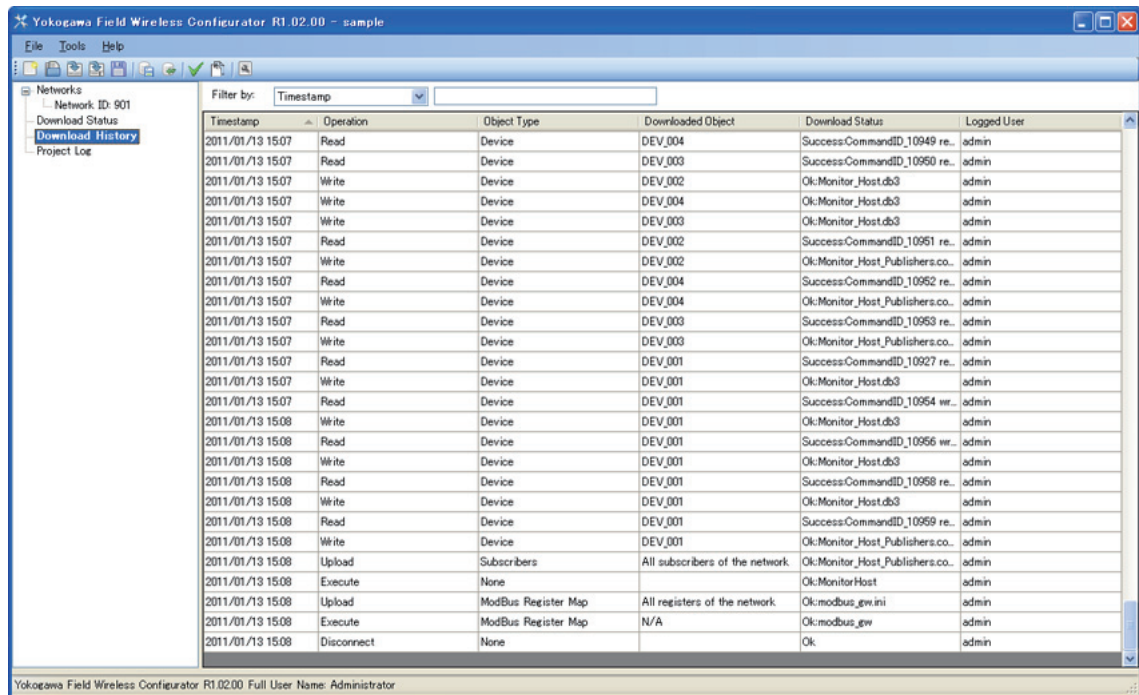 Yokogawa Field Wireless Configurator R1.02.00 - sample
File Tools Help
Networks
Network ID: 901
Download Status
Download History
Project Log
Filter by: Timestamp
Timestamp Operation Object Type Downloaded Object Download Status Logged User
2011/01/13 15:07 Read Device DEV_004 Success:CommandID_10949 re... admin
2011/01/13 15:07 Read Device DEV_003 Success:CommandID_10950 re... admin
2011/01/13 15:07 Write Device DEV_002 Ok:Monitor_Host.db3 admin
2011/01/13 15:07 Write Device DEV_004 Ok:Monitor_Host.db3 admin
2011/01/13 15:07 Write Device DEV_003 Ok:Monitor_Host.db3 admin
2011/01/13 15:07 Read Device DEV_002 Success:CommandID_10951 re... admin
2011/01/13 15:07 Write Device DEV_002 Ok:Monitor_Host_Publishers.co... admin
2011/01/13 15:07 Read Device DEV_004 Success:CommandID_10952 re... admin
2011/01/13 15:07 Write Device DEV_004 Ok:Monitor_Host_Publishers.co... admin
2011/01/13 15:07 Read Device DEV_003 Success:CommandID_10953 re... admin
2011/01/13 15:07 Write Device DEV_003 Ok:Monitor_Host_Publishers.co... admin
2011/01/13 15:07 Read Device DEV_001 Success:CommandID_10927 re... admin
2011/01/13 15:07 Write Device DEV_001 Ok:Monitor_Host.db3 admin
2011/01/13 15:07 Read Device DEV_001 Success:CommandID_10954 wr... admin
2011/01/13 15:08 Write Device DEV_001 Ok:Monitor_Host.db3 admin
2011/01/13 15:08 Read Device DEV_001 Success:CommandID_10956 wr... admin
2011/01/13 15:08 Write Device DEV_001 Ok:Monitor_Host.db3 admin
2011/01/13 15:08 Read Device DEV_001 Success:CommandID_10958 re... admin
2011/01/13 15:08 Write Device DEV_001 Ok:Monitor_Host.db3 admin
2011/01/13 15:08 Read Device DEV_001 Success:CommandID_10959 re... admin
2011/01/13 15:08 Write Device DEV_001 Ok:Monitor_Host_Publishers.co... admin
2011/01/13 15:08 Upload Subscribers All subscribers of the network Ok:Monitor_Host_Publishers.co... admin
2011/01/13 15:08 Execute None Ok:MonitorHost admin
2011/01/13 15:08 Upload ModBus Register Map All registers of the network Ok:modbus_gw.ini admin
2011/01/13 15:08 Execute ModBus Register Map N/A Ok:modbus_gw admin
2011/01/13 15:08 Disconnect None Ok admin
Yokogawa Field Wireless Configurator R1.02.00 Full User Name: Administrator